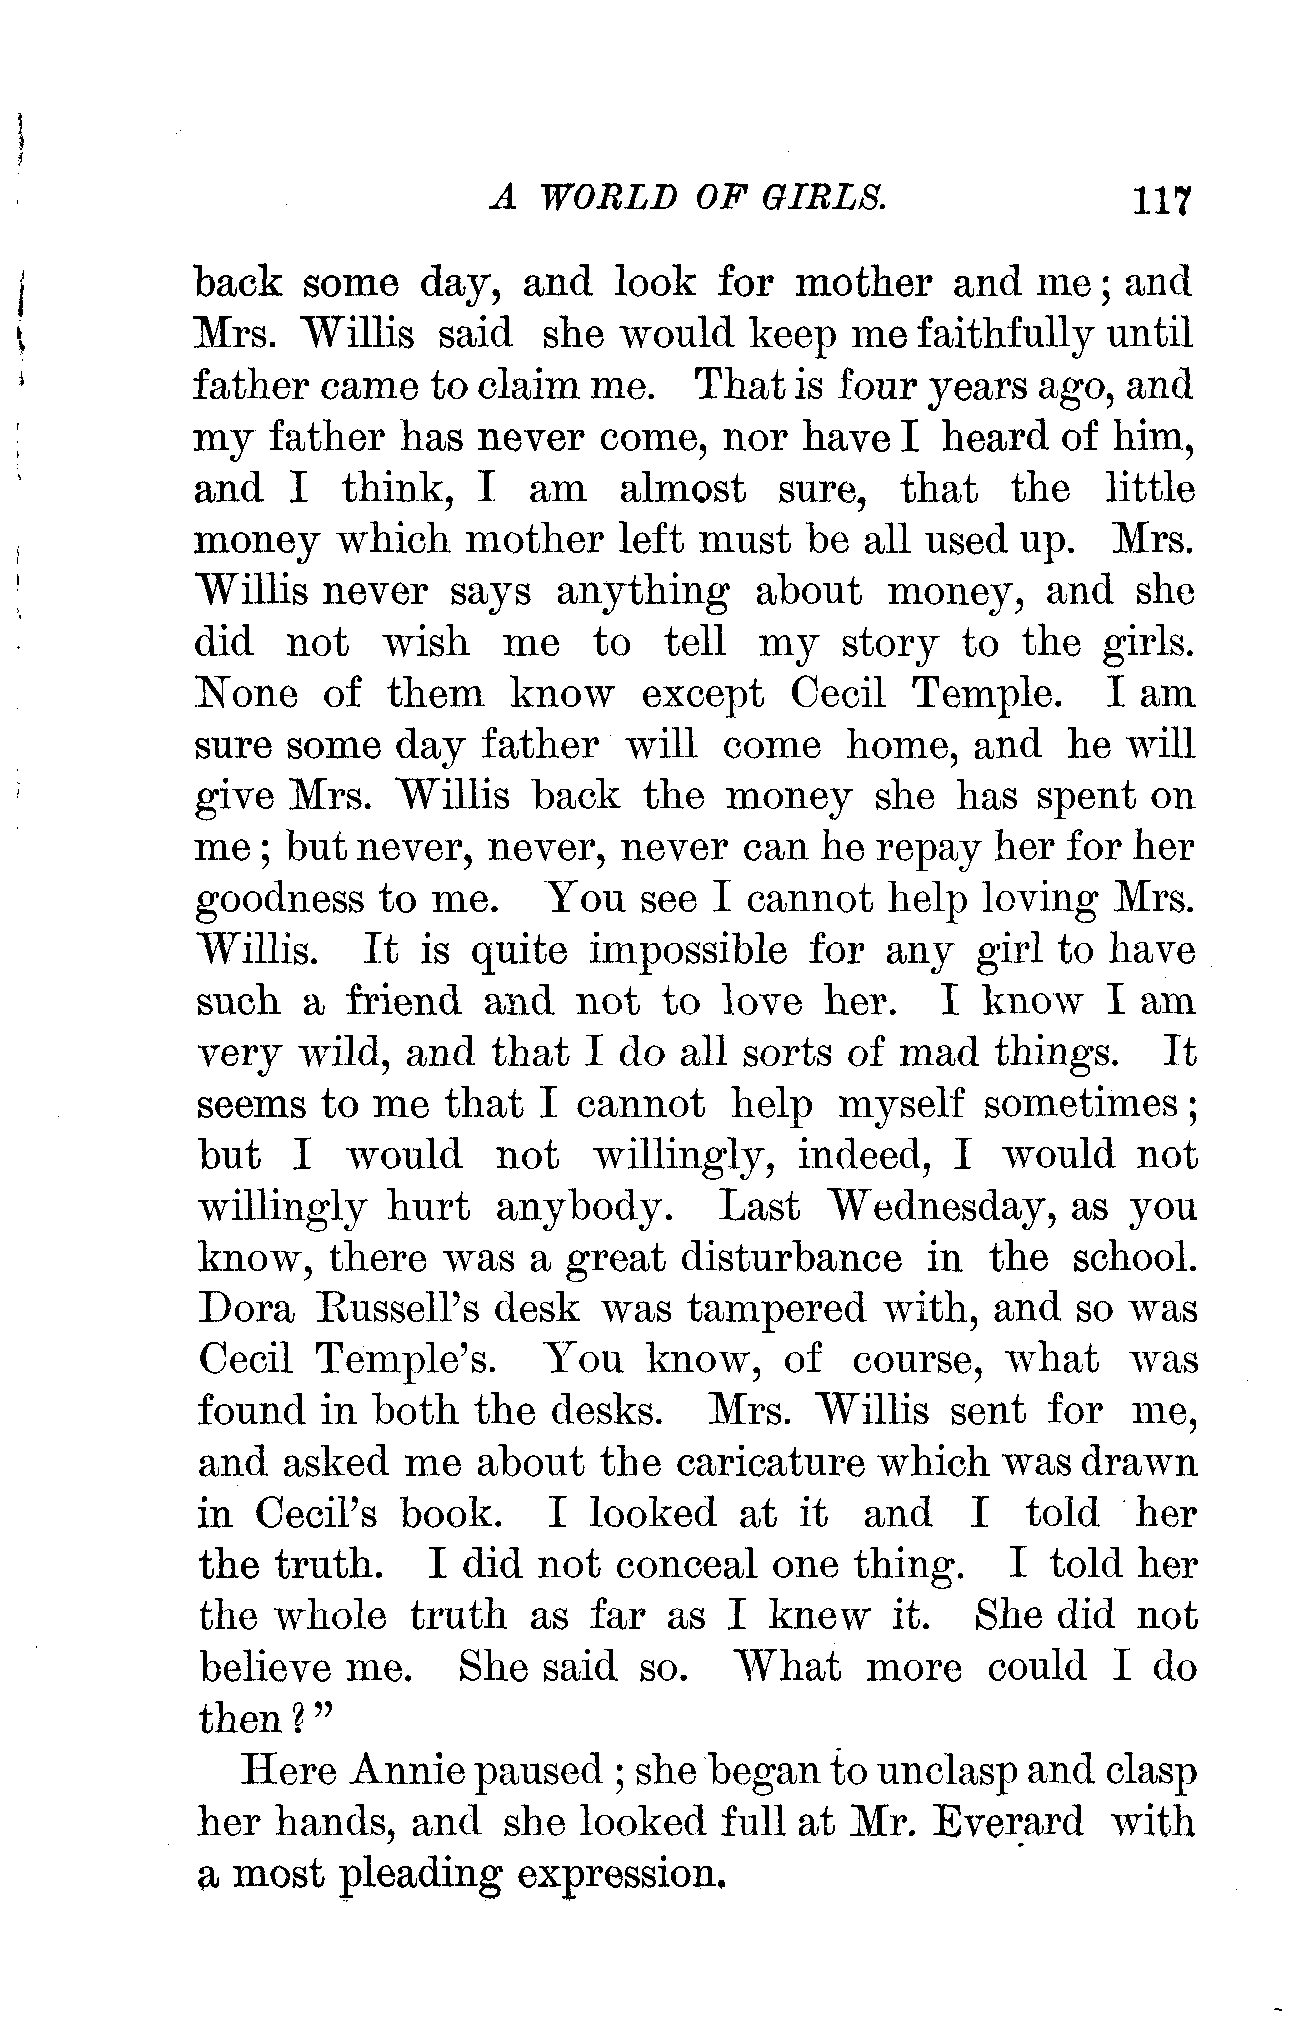 A WORLD OF GIRLS. 117
back some day, and look for mother and me; and
Mrs. Willis said she would keep me faithfully until
father came to claim me. That is four years ago, and
my father has never come, nor have I heard of him,
and I think, I am almost sure, that the little
money which mother left must be all used up. Mrs.
Willis never says anything about money, and she
did not wish me to tell my story to the girls.
None of them know except Cecil Temple. I am
sure some day father will come home, and he will
give Mrs. Willis back the money she has spent on
me; but never, never, never can he repay her for her
goodness to me. You see I cannot help loving Mrs.
Willis. It is quite impossible for any girl to have
such a friend and not to love her. I know I am
very wild, and that I do all sorts of mad things. It
seems to me that I cannot help myself sometimes;
but I would not willingly, indeed, I would not
willingly hurt anybody. Last Wednesday, as you
know, there was a great disturbance in the school.
Dora Russell's desk was tampered with, and so was
Cecil Temple's. You know, of course, what was
found in both the desks. Mrs. Willis sent for me,
and asked me about the caricature which was drawn
in Cecil's book. I looked at it and I told her
the truth. I did not conceal one thing. I told her
the whole truth as far as I knew it. She did not
believe me. She said so. What more could I do
then?"
Here Annie paused; she began to unclasp and clasp
her hands, and she looked full at Mr. Everard with
a most pleading expression.